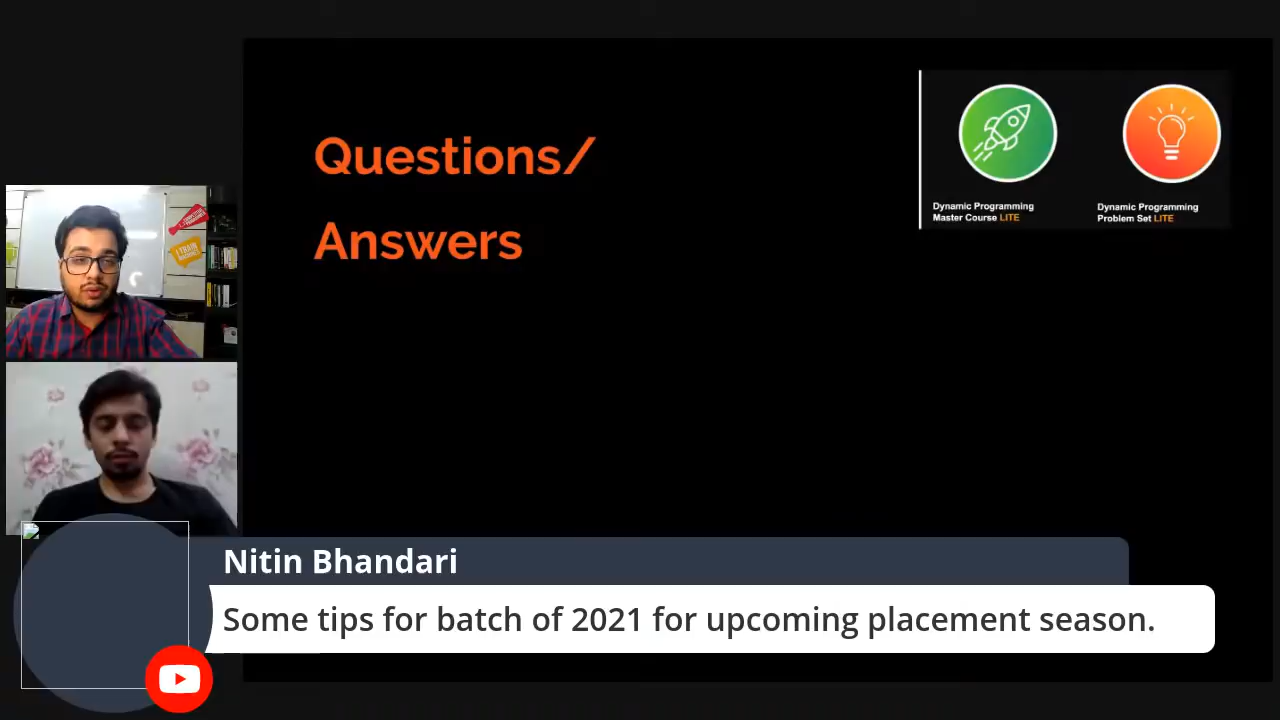 Questions/
Answers
Dynamic Programming
Master Course LITE
Dynamic Programming
Problem Set LITE
Nitin Bhandari
Some tips for batch of 2021 for upcoming placement season.